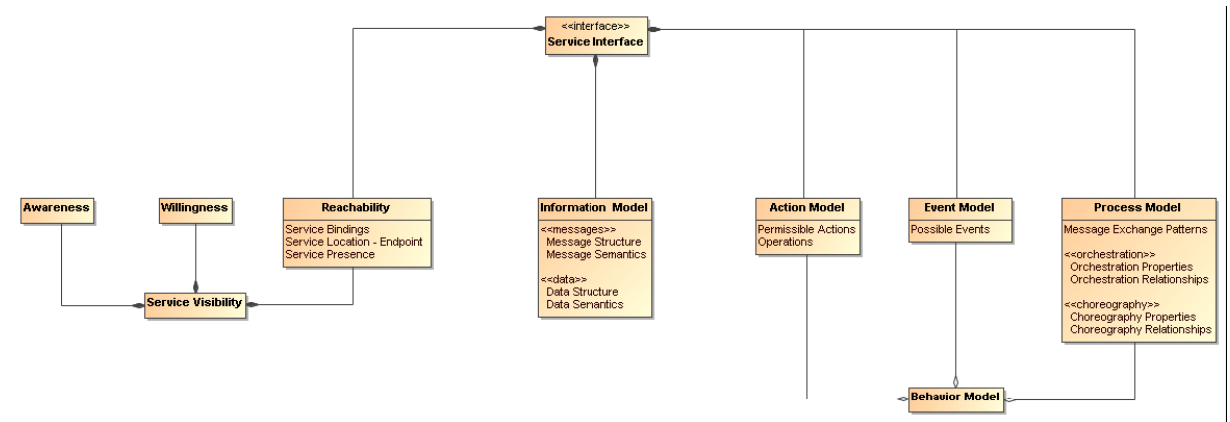 <<interface>>
Service Interface
Awareness
Willingness
Reachability
Service Bindings
Service Location - Endpoint
Service Presence
Service Visibility
Information Model
<<messages>>
Message Structure
Message Semantics
<<data>>
Data Structure
Data Semantics
Action Model
Permissible Actions
Operations
Event Model
Possible Events
Process Model
Message Exchange Patterns
<<orchestration>>
Orchestration Properties
Orchestration Relationships
<<choreography>>
Choreography Properties
Choreography Relationships
Behavior Model